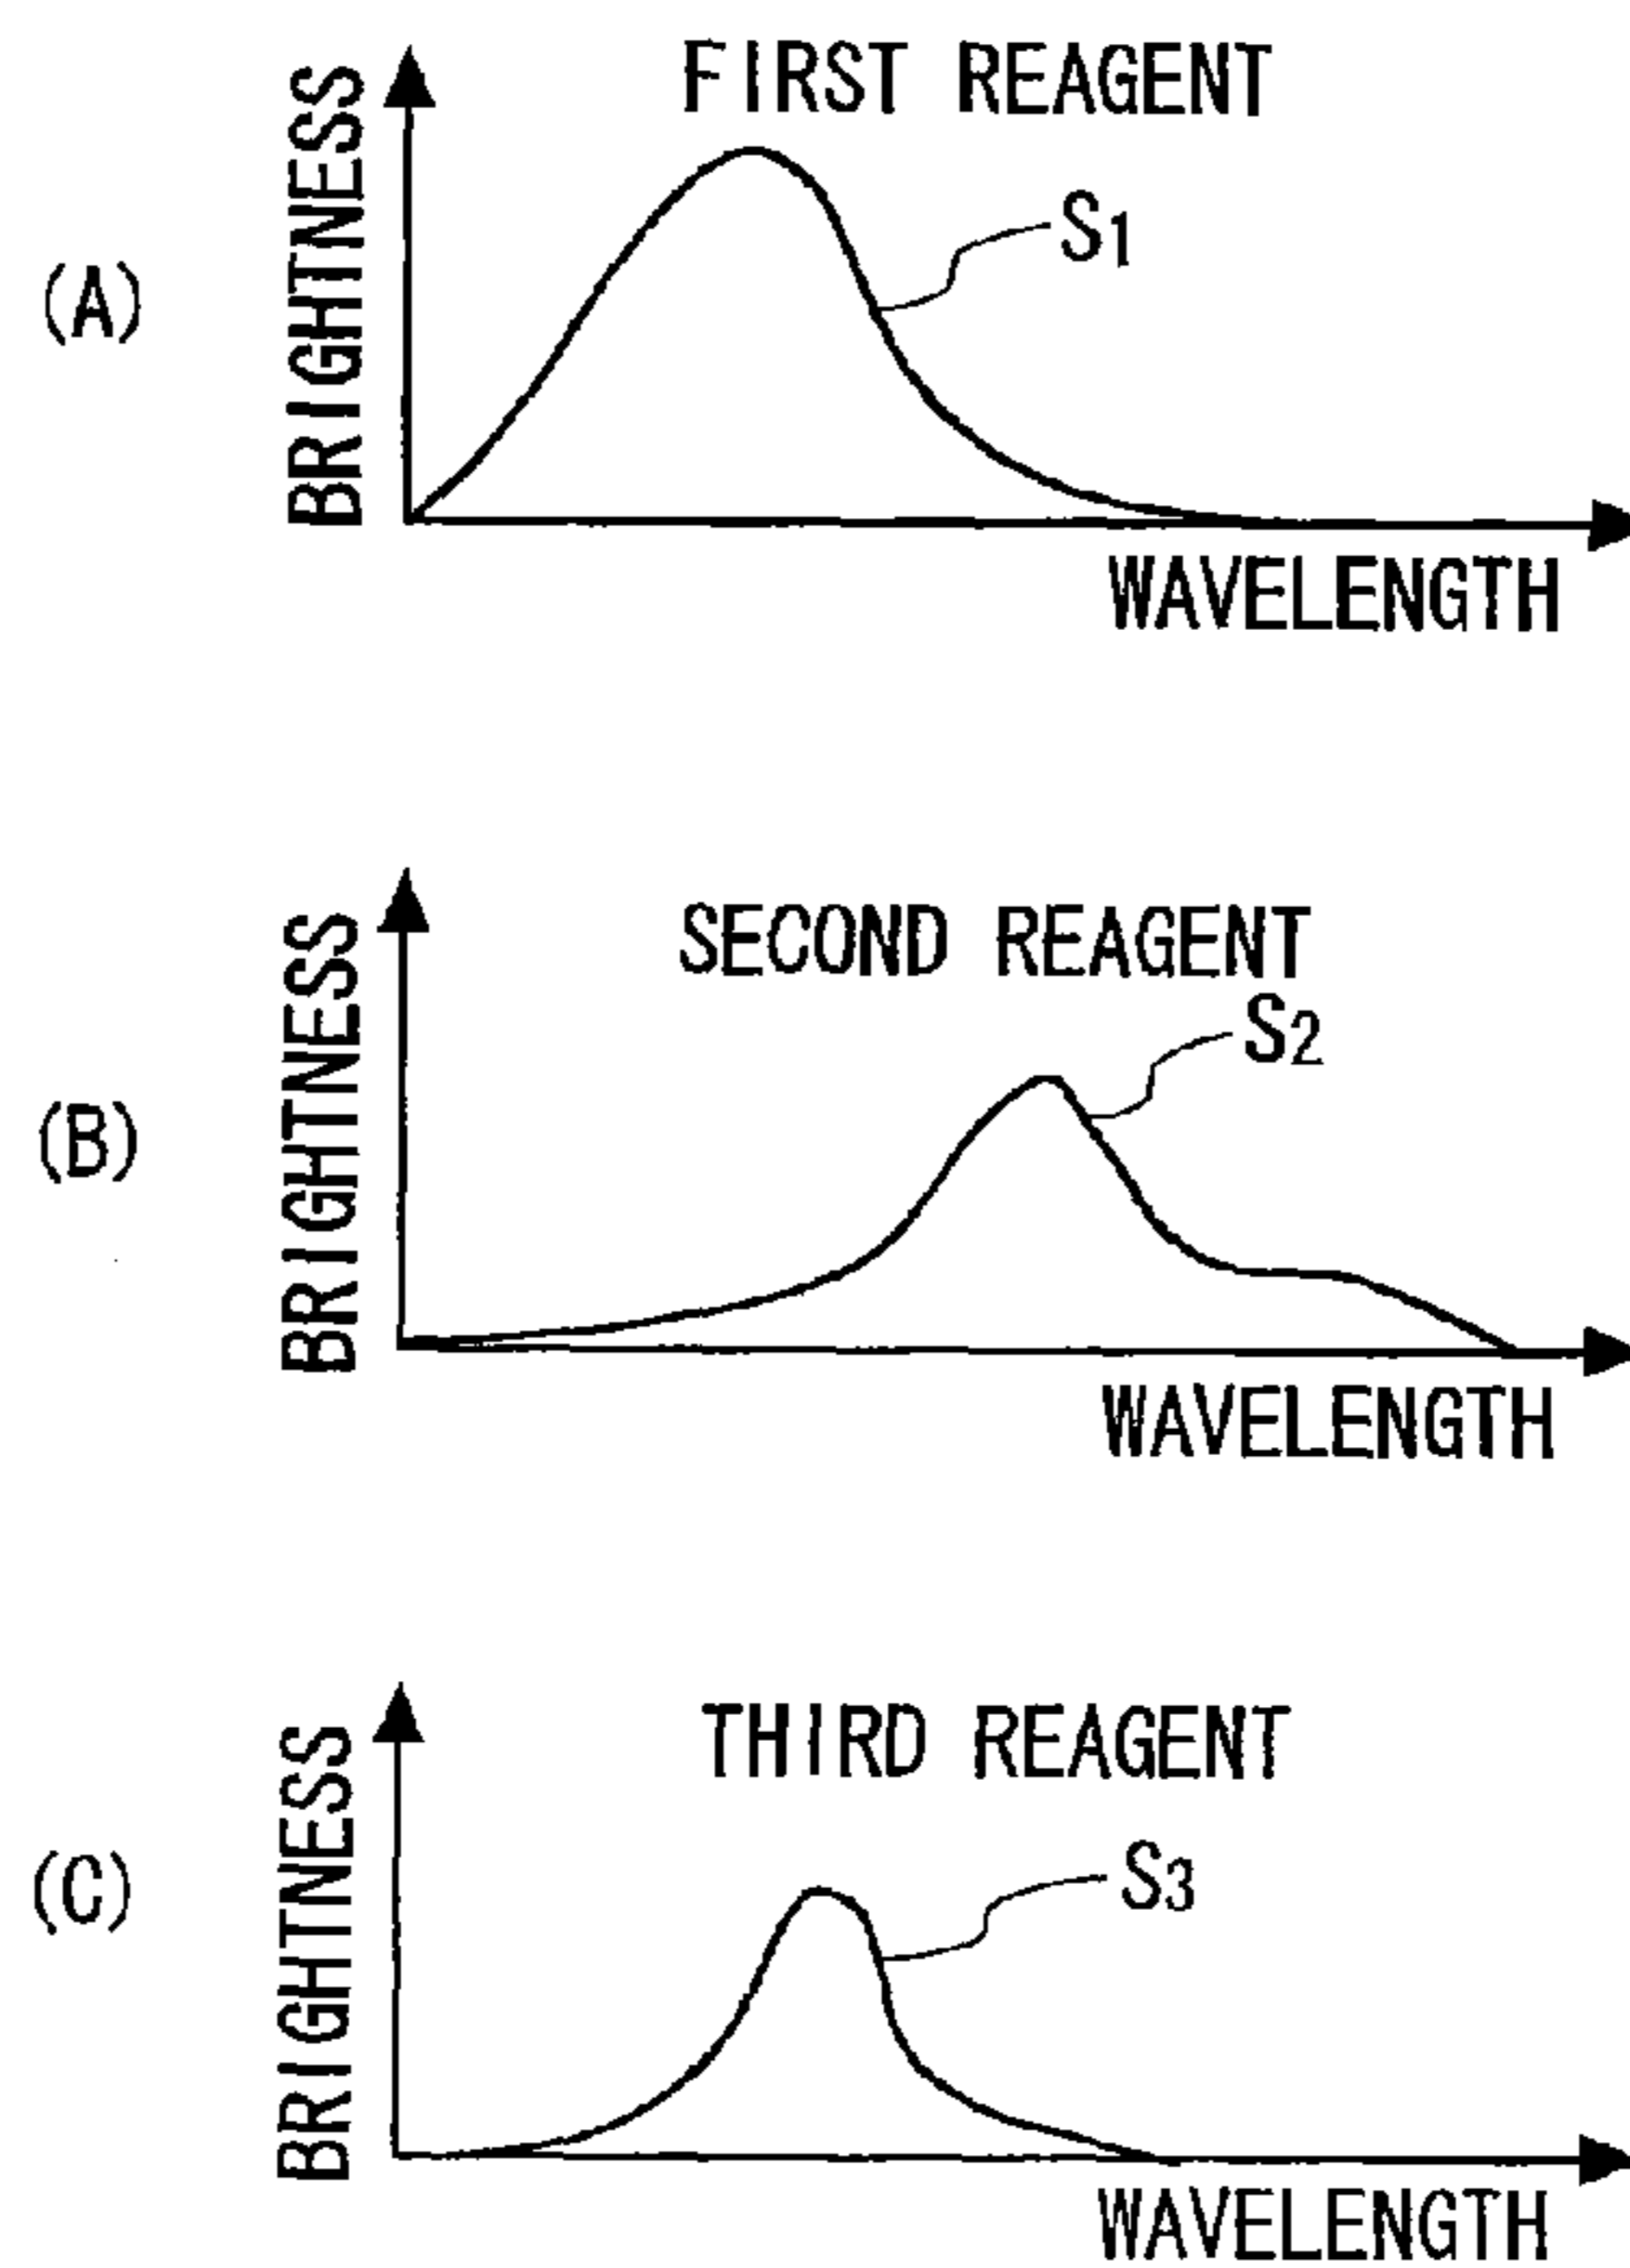 (A)
BRIGHTNESS
FIRST REAGENT
S1
WAVELENGTH
(B)
BRIGHTNESS
SECOND REAGENT
S2
WAVELENGTH
(C)
BRIGHTNESS
THIRD REAGENT
S3
WAVELENGTH